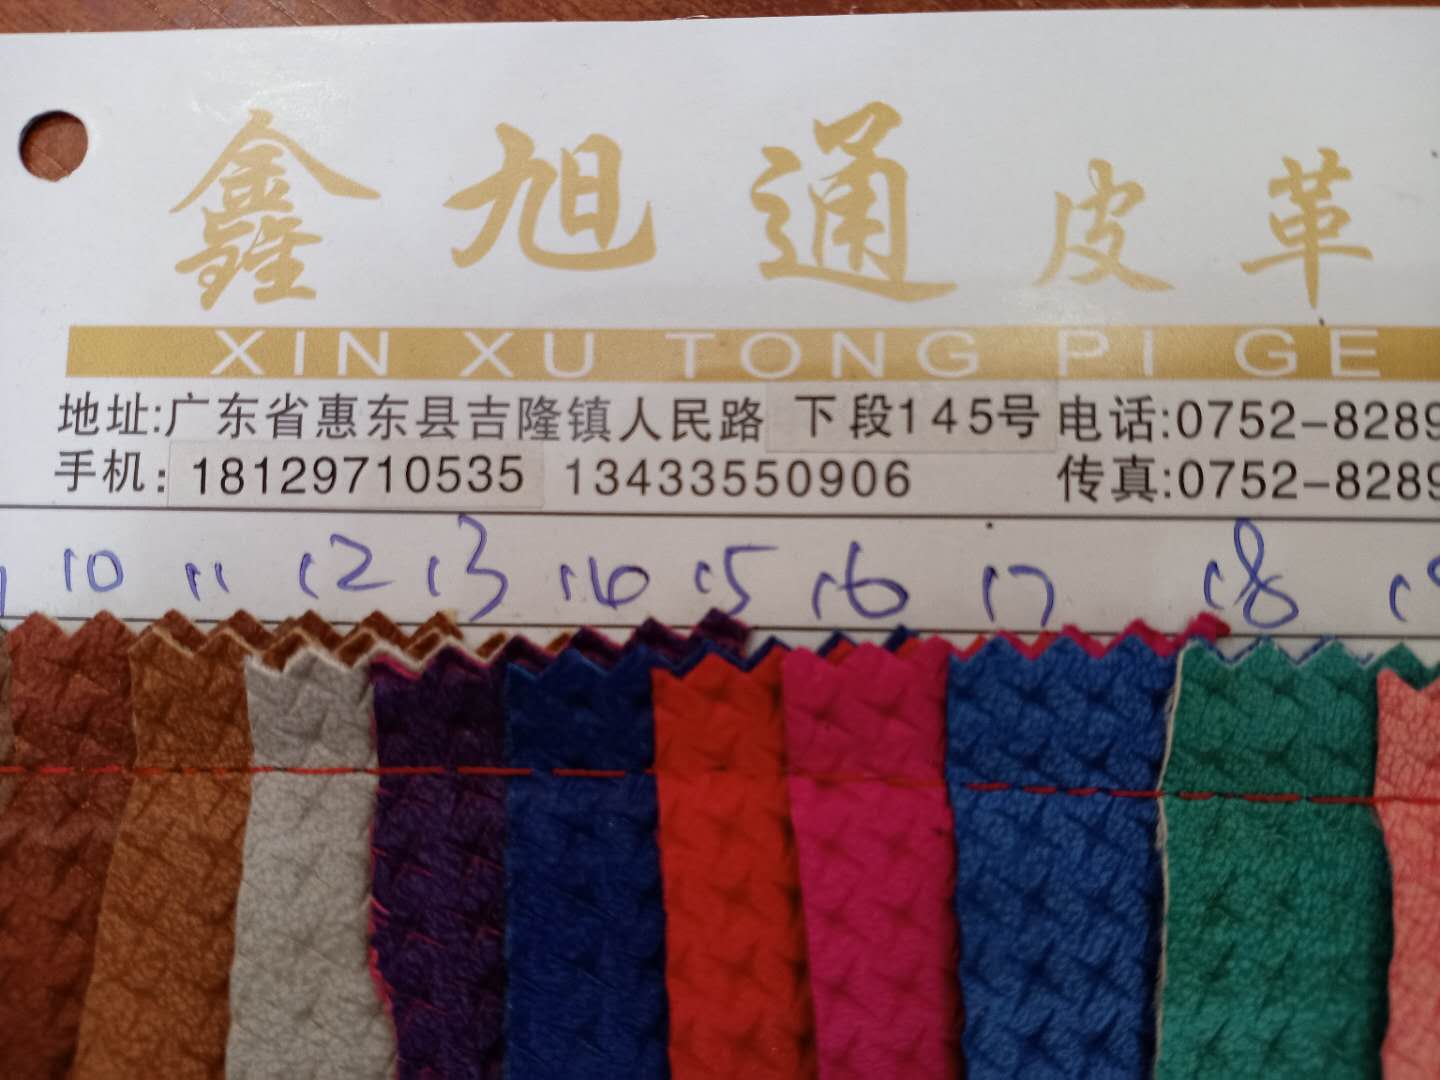 鑫旭通皮革
XIN XU TONG PI GE
地址:广东省惠东县吉隆镇人民路 下段145号 电话:0752-8289
手机: 18129710535 13433550906 传真:0752-8289
10 11 12 13 14 15 16 17 18